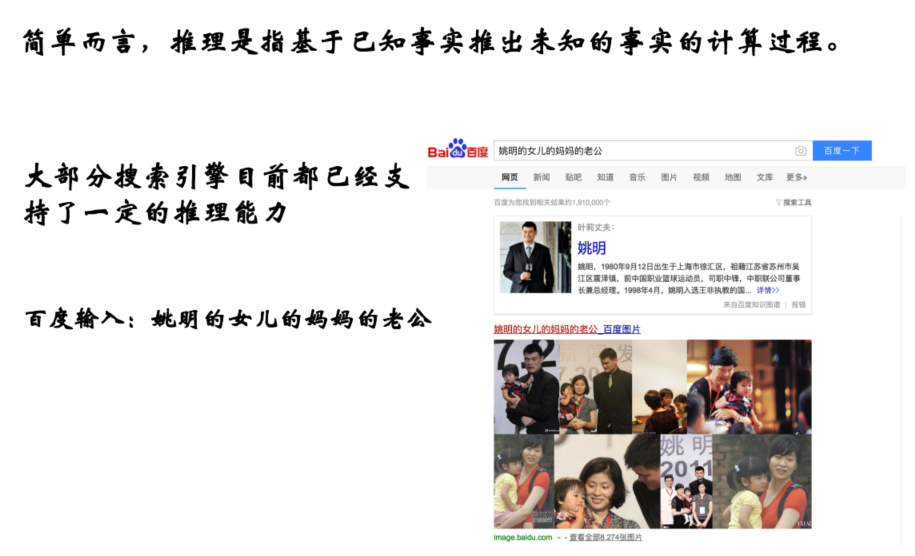 简单而言，推理是指基于已知事实推出未知的事实的计算过程。
大部分搜索引擎目前都已经支
持了一定的推理能力
百度输入：姚明的女儿的妈妈的老公
Bai du 百度 姚明的女儿的妈妈的老公 百度一下
网页 新闻 贴吧 知道 音乐 图片 视频 地图 文库 更多»
百度为您找到相关结果约1,910,000个 搜索工具
叶莉丈夫：
姚明
姚明，1980年9月12日出生于上海市徐汇区，祖籍江苏省苏州市吴
江区震泽镇，前中国职业篮球运动员，司职中锋，中职联公司董事
长兼总经理。1998年4月，姚明入选王非执教的国... 详情>>
来自百度知识图谱 | 报错
姚明的女儿的妈妈的老公_百度图片
7.2
新闻发
7.20
姚明
2011
image.baidu.com - 查看全部8,274张图片